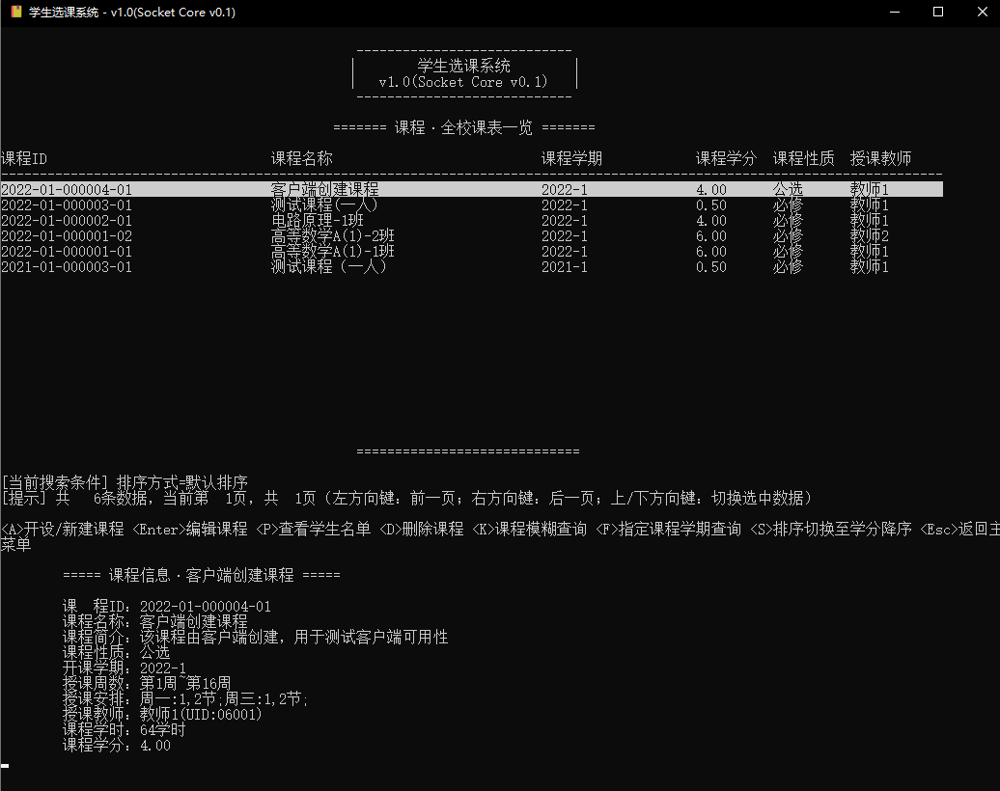 学生选课系统 - v1.0(Socket Core v0.1)
学生选课系统
v1.0(Socket Core v0.1)
======= 课程·全校课表一览 =======
课程ID 课程名称 课程学期 课程学分 课程性质 授课教师
2022-01-000004-01 客户端创建课程 2022-1 4.00 公选 教师1
2022-01-000003-01 测试课程(一人) 2022-1 0.50 必修 教师1
2022-01-000002-01 电路原理-1班 2022-1 4.00 必修 教师1
2022-01-000001-02 高等数学A(1)-2班 2022-1 6.00 必修 教师2
2022-01-000001-01 高等数学A(1)-1班 2022-1 6.00 必修 教师1
2021-01-000003-01 测试课程（一人） 2021-1 0.50 必修 教师1
=============================
[当前搜索条件] 排序方式=默认排序
[提示] 共   6条数据，当前第  1页，共  1页（左方向键：前一页；右方向键：后一页；上/下方向键：切换选中数据）
<A>开设/新建课程 <Enter>编辑课程 <P>查看学生名单 <D>删除课程 <K>课程模糊查询 <F>指定课程学期查询 <S>排序切换至学分降序 <Esc>返回主
菜单
===== 课程信息·客户端创建课程 =====
课  程ID：2022-01-000004-01
课程名称：客户端创建课程
课程简介：该课程由客户端创建，用于测试客户端可用性
课程性质：公选
开课学期：2022-1
授课周数：第1周~第16周
授课安排：周一:1,2节;周三:1,2节;
授课教师：教师1(UID:06001)
课程学时：64学时
课程学分：4.00